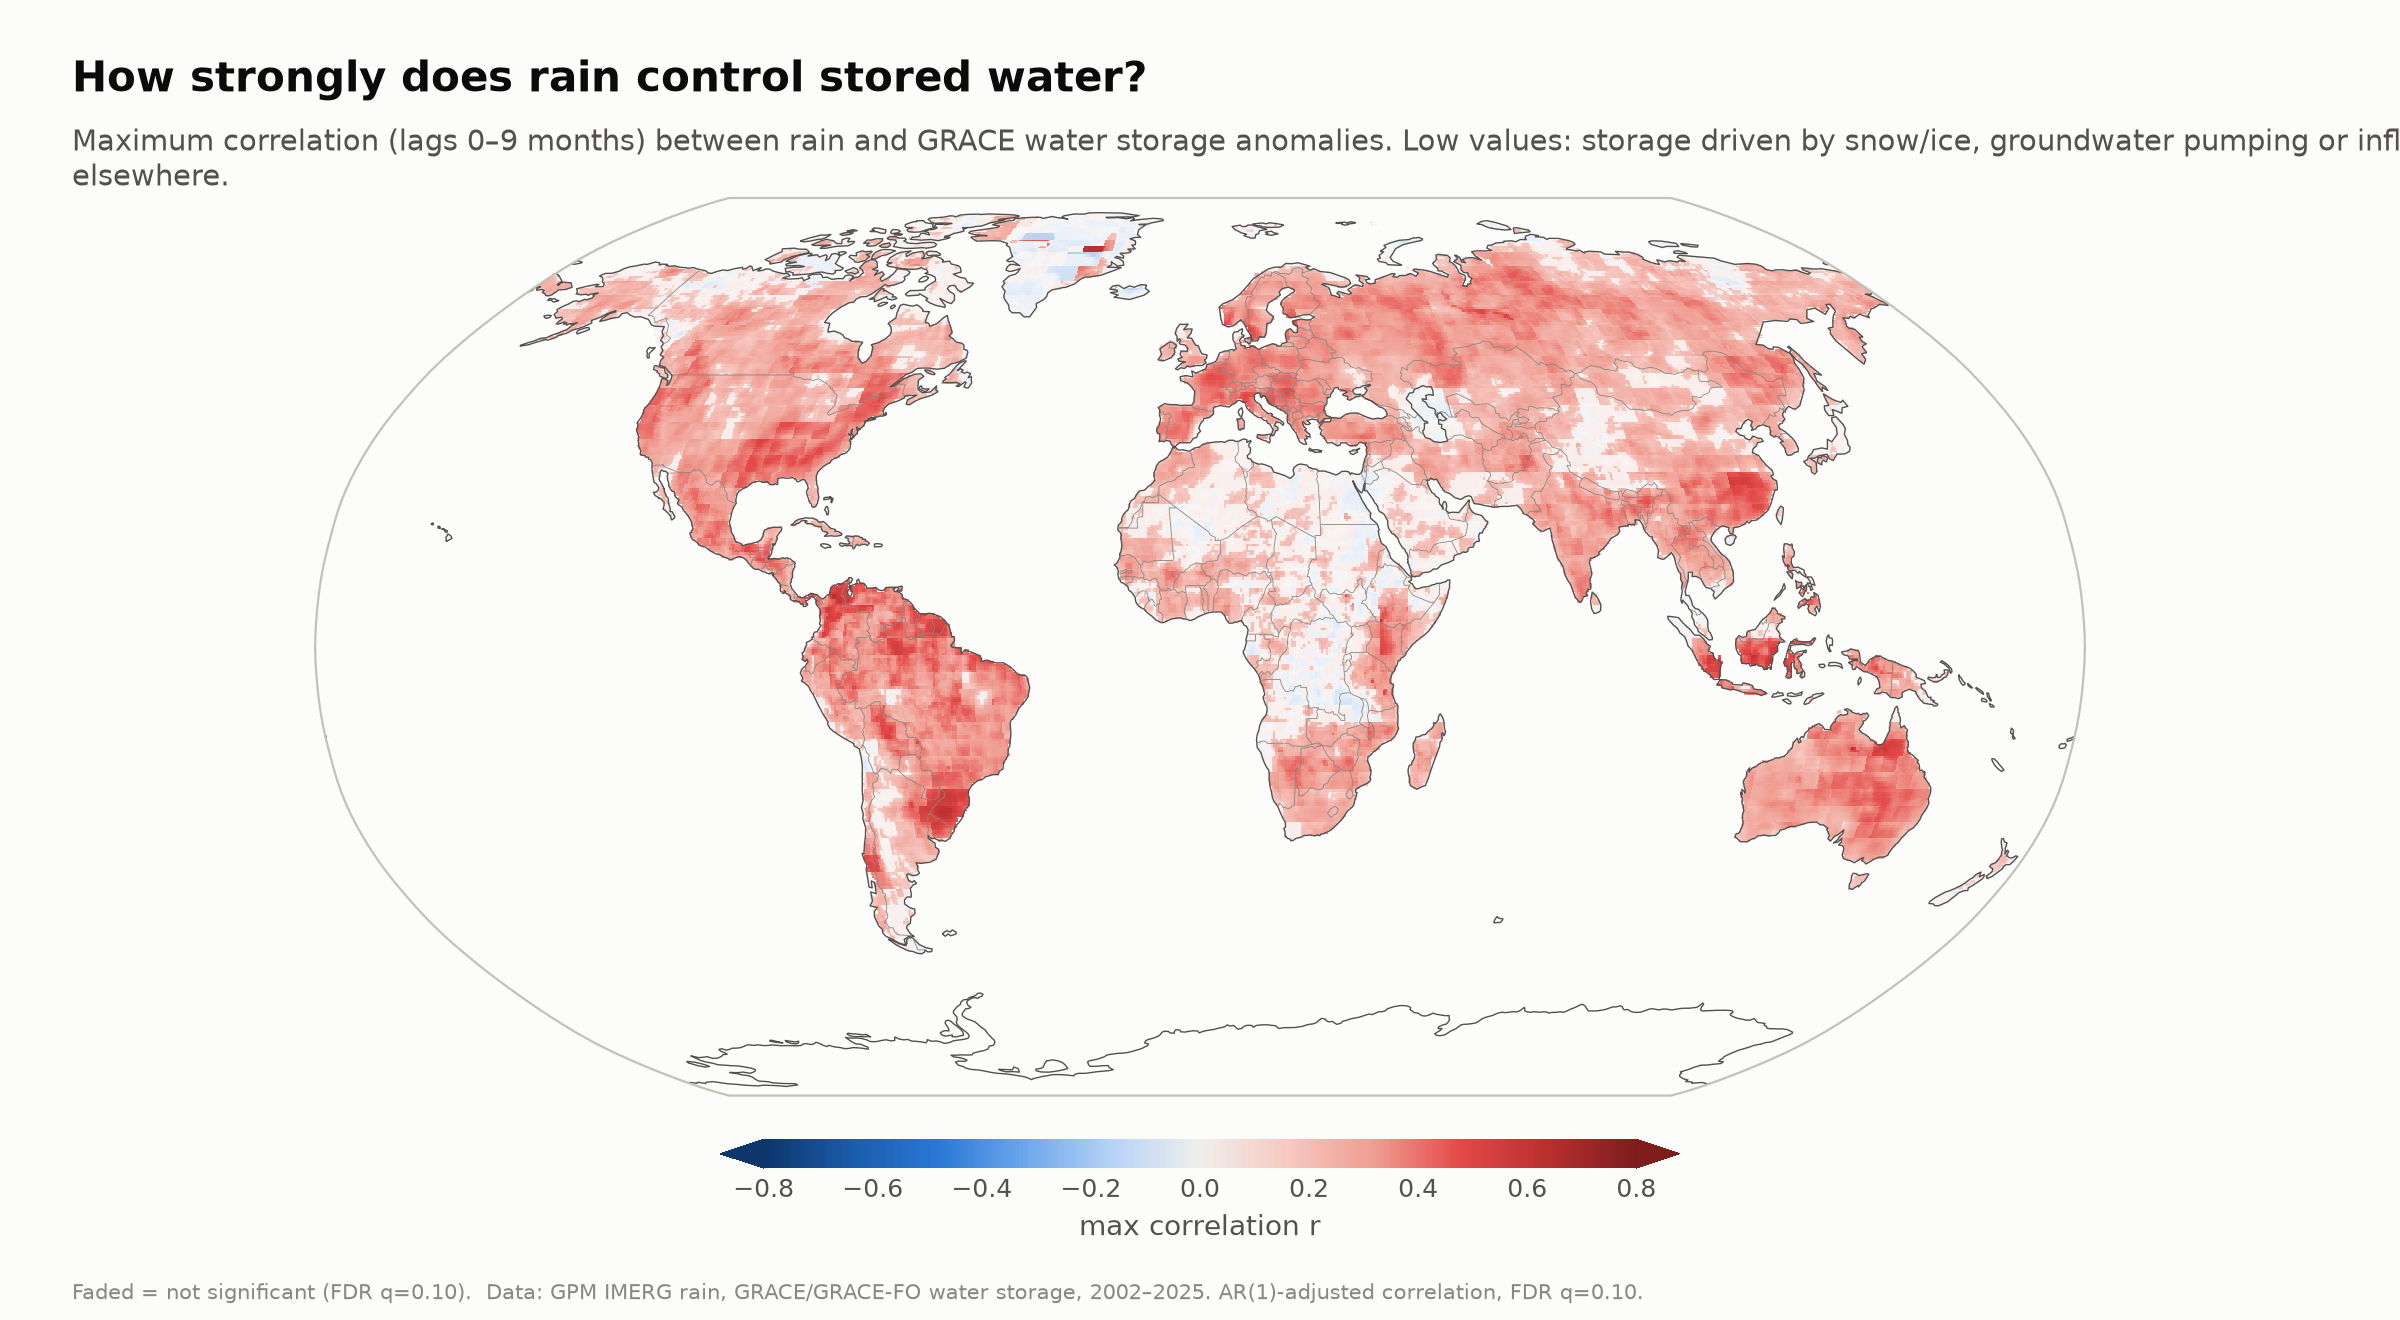 How strongly does rain control stored water?
Maximum correlation (lags 0–9 months) between rain and GRACE water storage anomalies. Low values: storage driven by snow/ice, groundwater pumping or
elsewhere.
−0.8 −0.6 −0.4 −0.2 0.0 0.2 0.4 0.6 0.8
max correlation r
Faded = not significant (FDR q=0.10). Data: GPM IMERG rain, GRACE/GRACE-FO water storage, 2002–2025. AR(1)-adjusted correlation, FDR q=0.10.